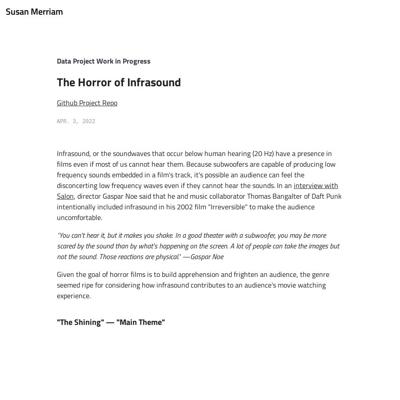 Susan Merriam
Data Project Work in Progress
The Horror of Infrasound
Github Project Repo
APR. 3, 2022
Infrasound, or the soundwaves that occur below human hearing (20 Hz) have a presence in
films even if most of us cannot hear them. Because subwoofers are capable of producing low
frequency sounds embedded in a film's track, it's possible an audience can feel the
disconcerting low frequency waves even if they cannot hear the sounds. In an interview with
Salon, director Gaspar Noe said that he and music collaborator Thomas Bangalter of Daft Punk
intentionally included infrasound in his 2002 film "Irreversible" to make the audience
uncomfortable.
"You can't hear it, but it makes you shake. In a good theater with a subwoofer, you may be more
scared by the sound than by what's happening on the screen. A lot of people can take the images but
not the sound. Those reactions are physical." —Gaspar Noe
Given the goal of horror films is to build apprehension and frighten an audience, the genre
seemed ripe for considering how infrasound contributes to an audience's movie watching
experience.
"The Shining" — "Main Theme"